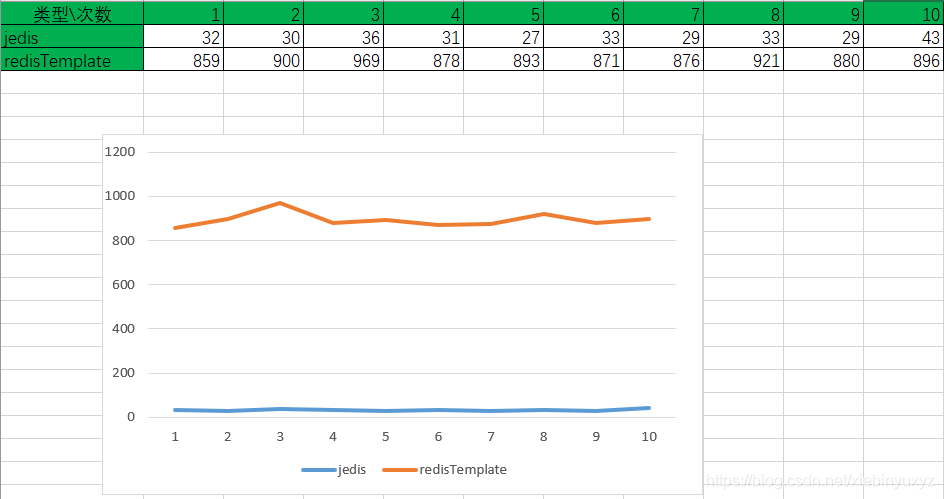 类型\次数 1 2 3 4 5 6 7 8 9 10
jedis 32 30 36 31 27 33 29 33 29 43
redisTemplate 859 900 969 878 893 871 876 921 880 896
1200
1000
800
600
400
200
0
1 2 3 4 5 6 7 8 9 10
jedis redisTemplate
https://blog.csdn.net/xiebinyuxyz